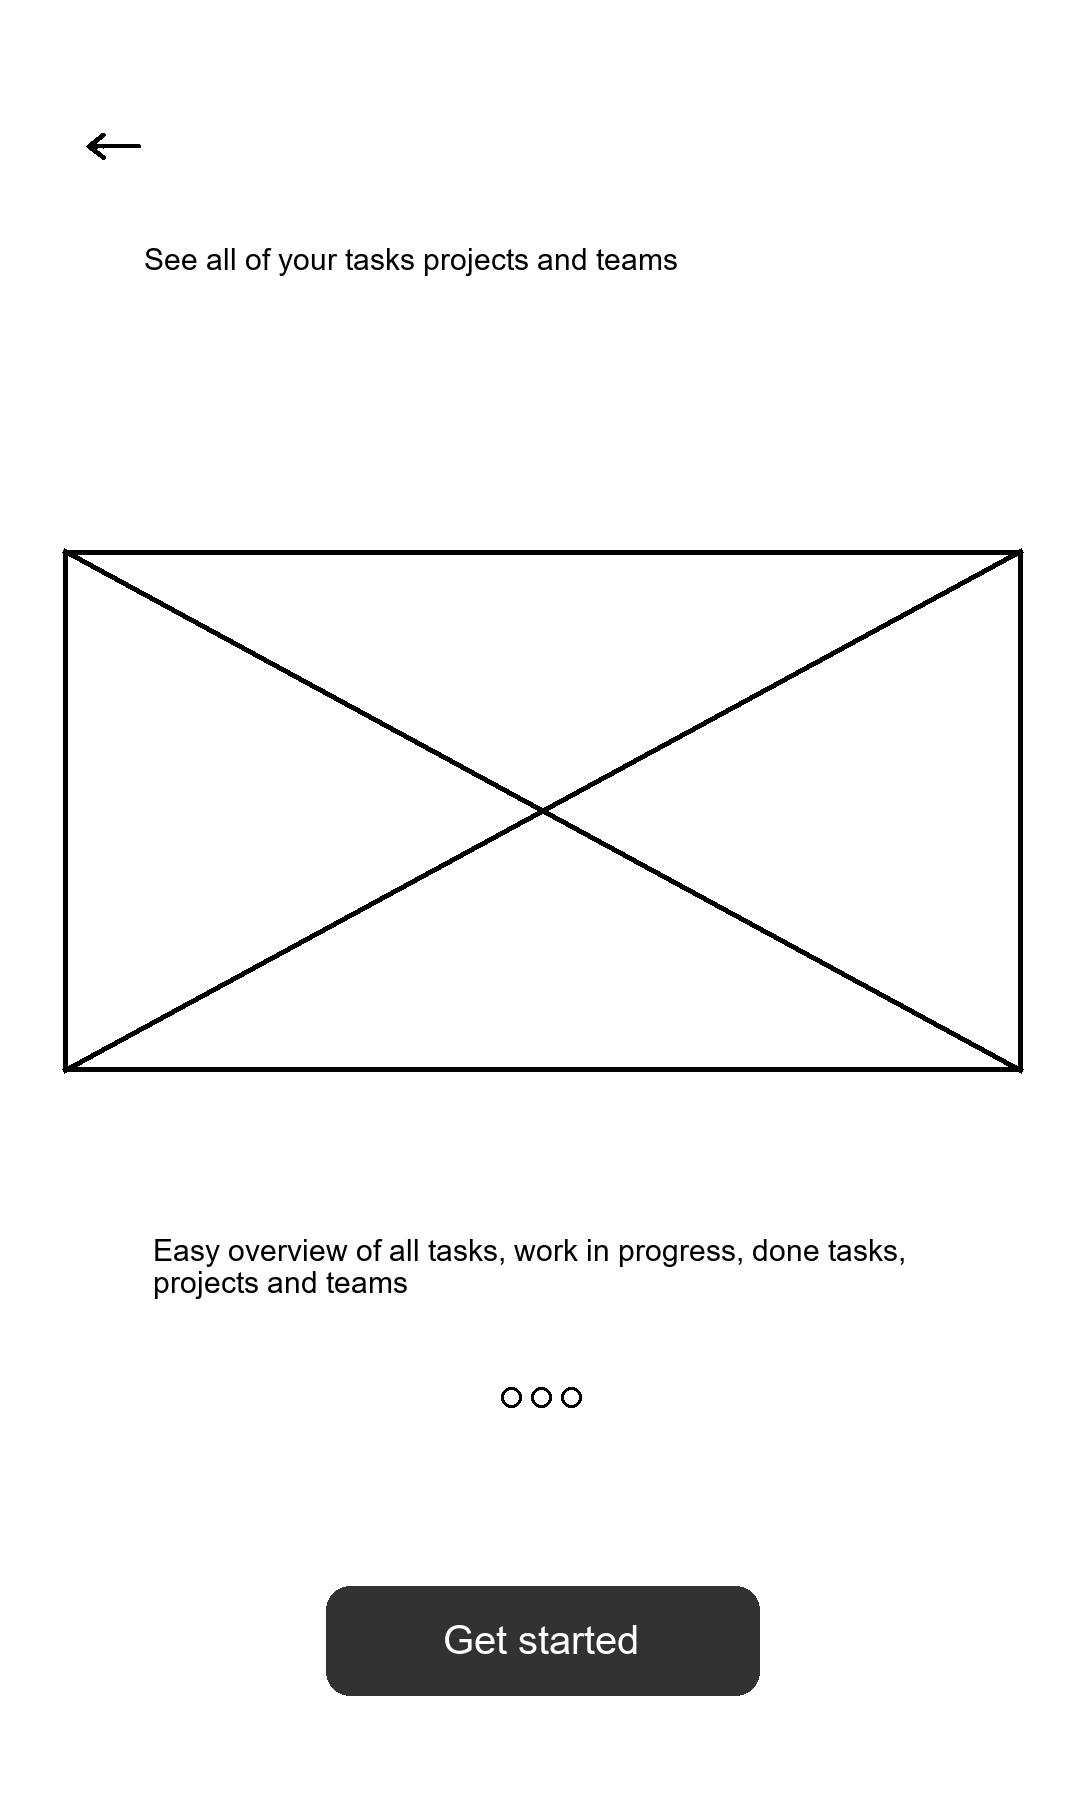 See all of your tasks projects and teams
Easy overview of all tasks, work in progress, done tasks,
projects and teams
Get started